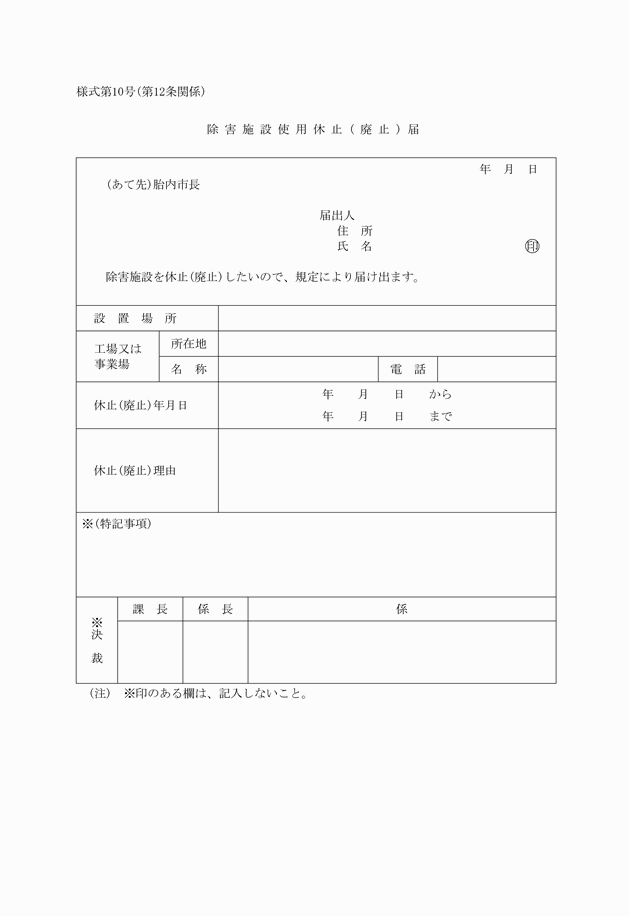 様式第10号(第12条関係)
除害施設使用休止(廃止)届
年　月　日
(あて先)胎内市長
届出人
住　所
氏　名　㊞
除害施設を休止(廃止)したいので、規定により届け出ます。
設　置　場　所
工場又は
事業場
所在地
名　称
電　話
休止(廃止)年月日
年　　月　　日　　から
年　　月　　日　　まで
休止(廃止)理由
※(特記事項)
※決　裁
課　長
係　長
係
(注)　※印のある欄は、記入しないこと。